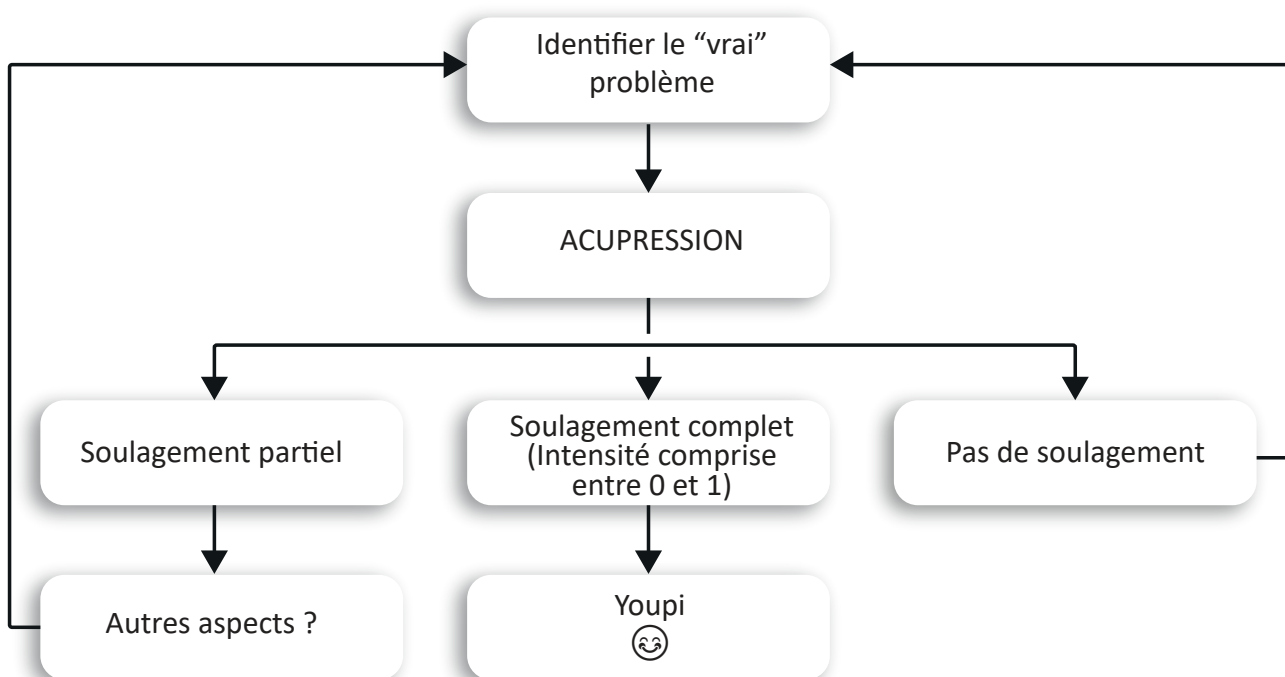 Identifier le “vrai”
problème
ACUPRESSION
Soulagement partiel
Soulagement complet
(Intensité comprise
entre 0 et 1)
Pas de soulagement
Autres aspects ?
Youpi